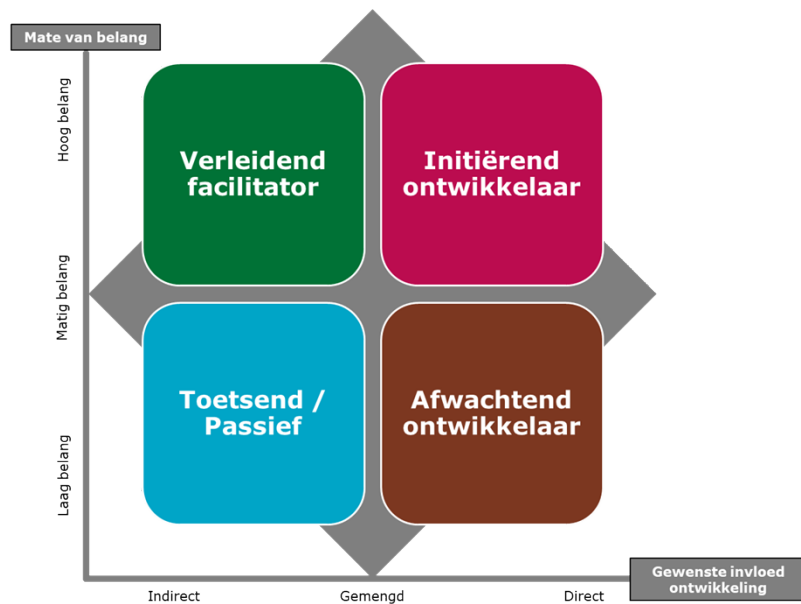 Mate van belang
Hoog belang
Verleidend
facilitator
Initiërend
ontwikkelaar
Matig belang
Toetsend /
Passief
Afwachtend
ontwikkelaar
Laag belang
Indirect
Gemengd
Direct
Gewenste invloed
ontwikkeling